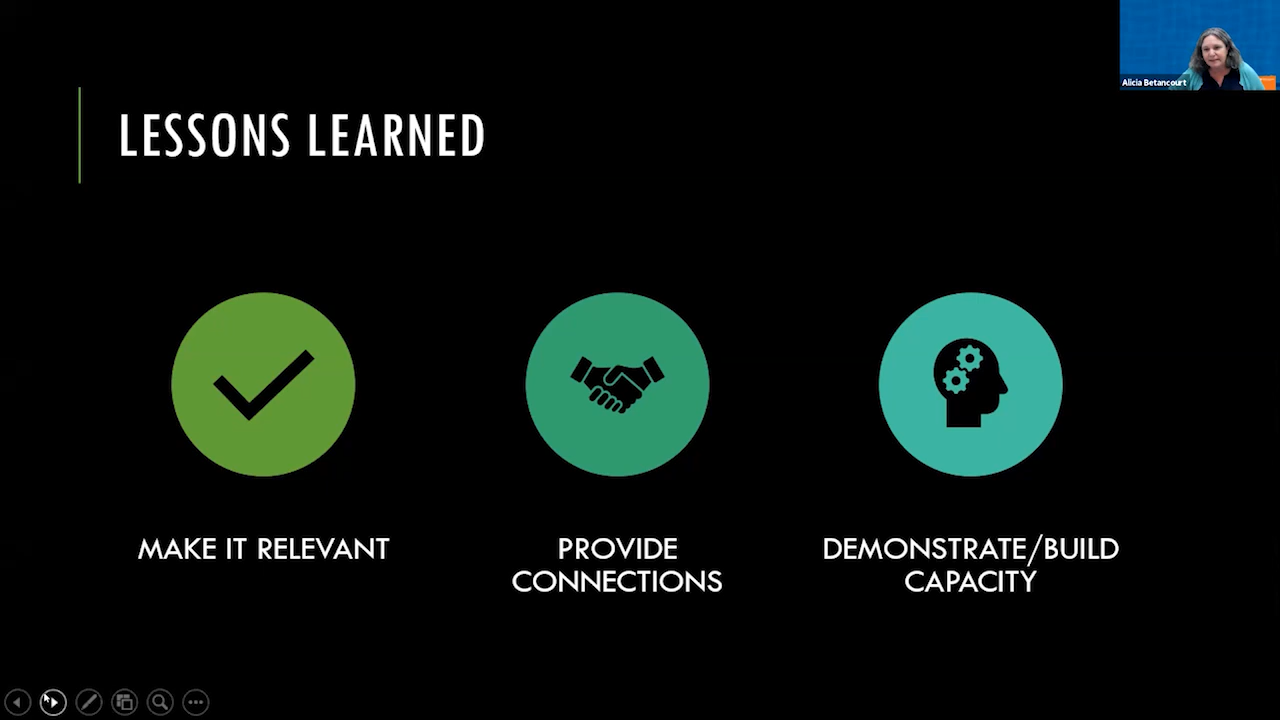 Alicia Betancourt
LESSONS LEARNED
MAKE IT RELEVANT
PROVIDE
CONNECTIONS
DEMONSTRATE/BUILD
CAPACITY